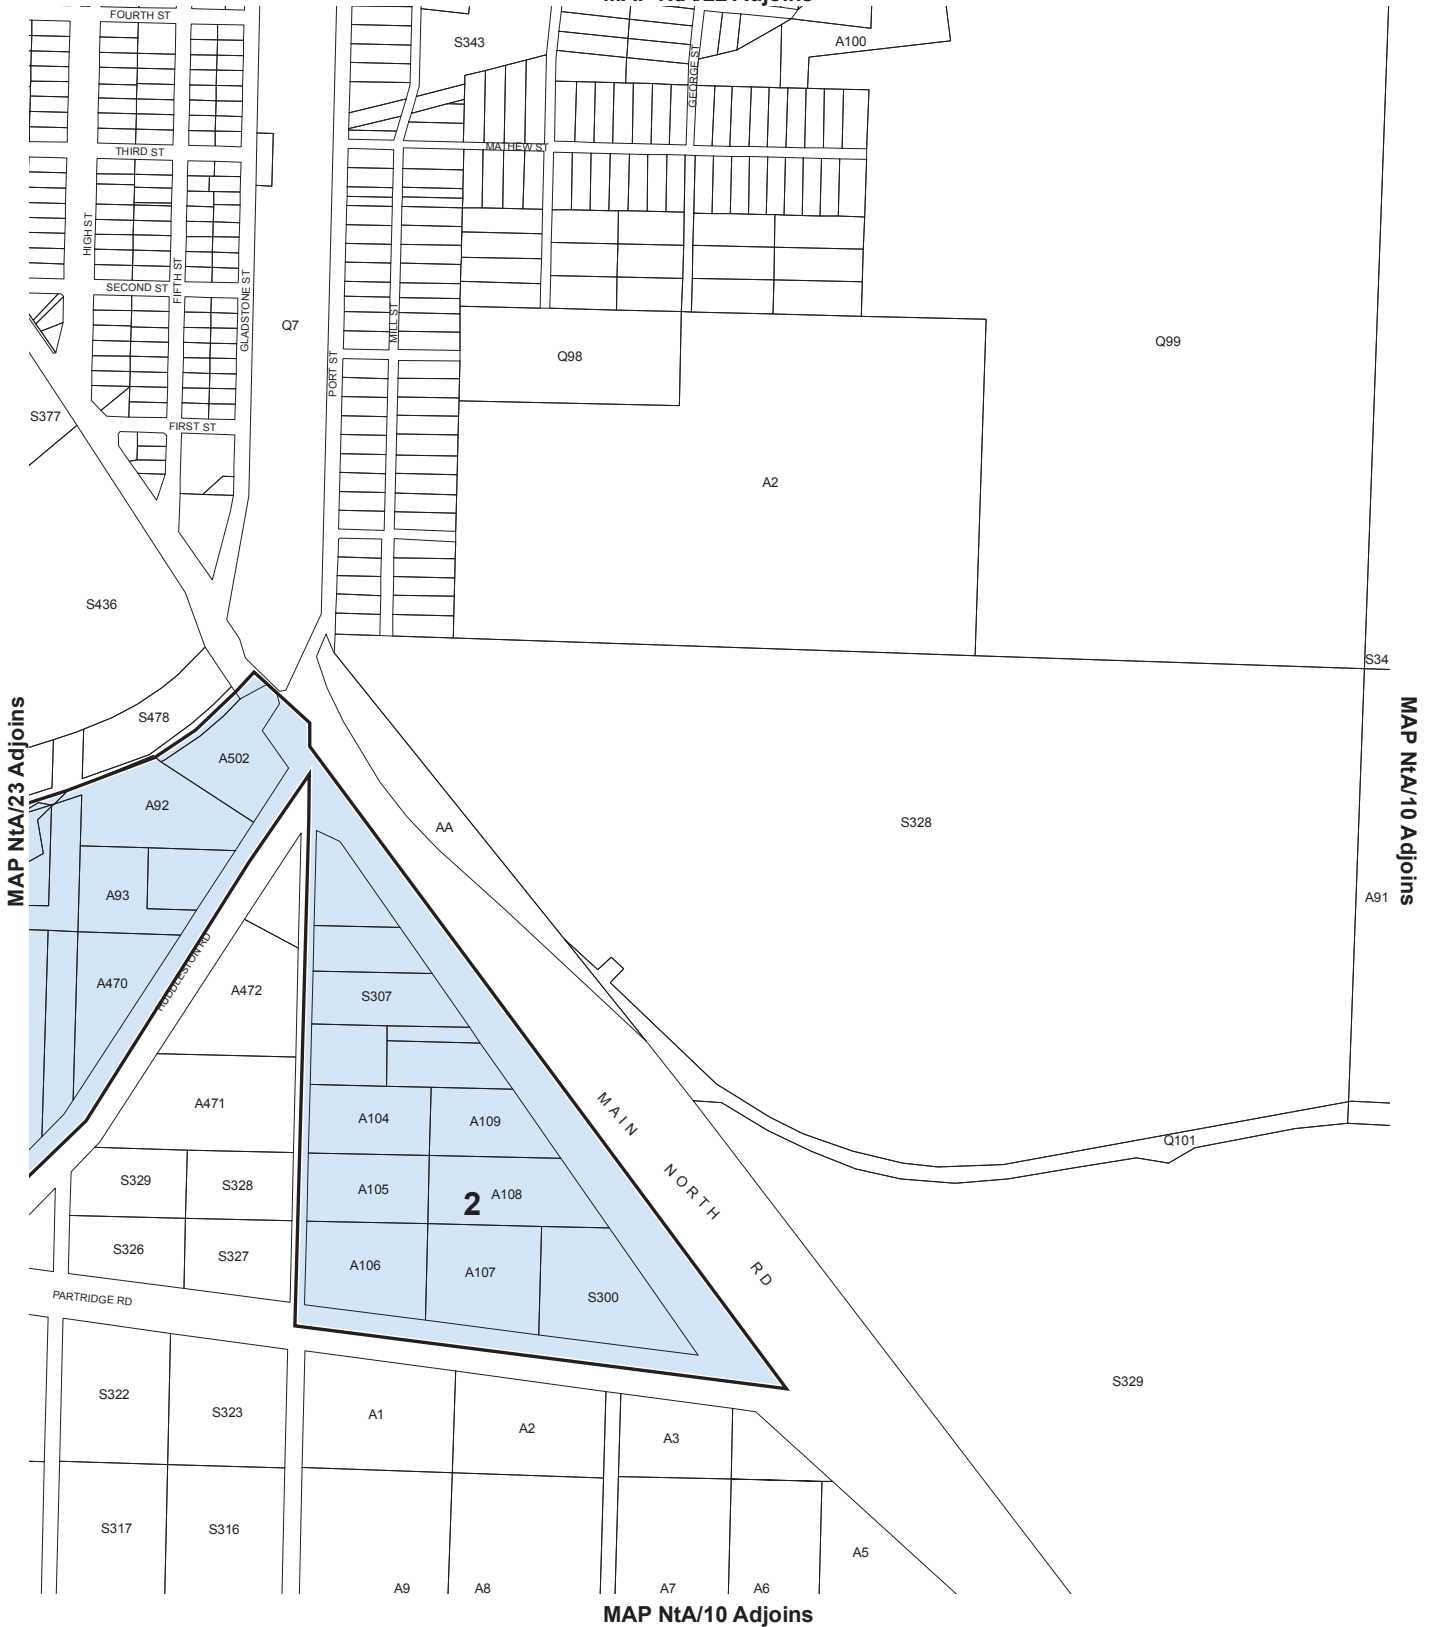 FOURTH ST
S343
A100
GEORGE ST
MATHEW ST
THIRD ST
HIGH ST
FIFTH ST
SECOND ST
GLADSTONE ST
Q7
MILL ST
PORT ST
Q98
Q99
S377
FIRST ST
A2
S436
S34
MAP NtA/23 Adjoins
MAP NtA/10 Adjoins
S478
A502
A92
AA
S328
A93
A91
HUDDLESTON RD
A470
A472
S307
A471
A104
A109
MAIN NORTH RD
Q101
S329
S328
A105
2
A108
S326
S327
A106
A107
S300
PARTRIDGE RD
S329
S322
S323
A1
A2
A3
S317
S316
A5
A9
A8
A7
A6
MAP NtA/10 Adjoins